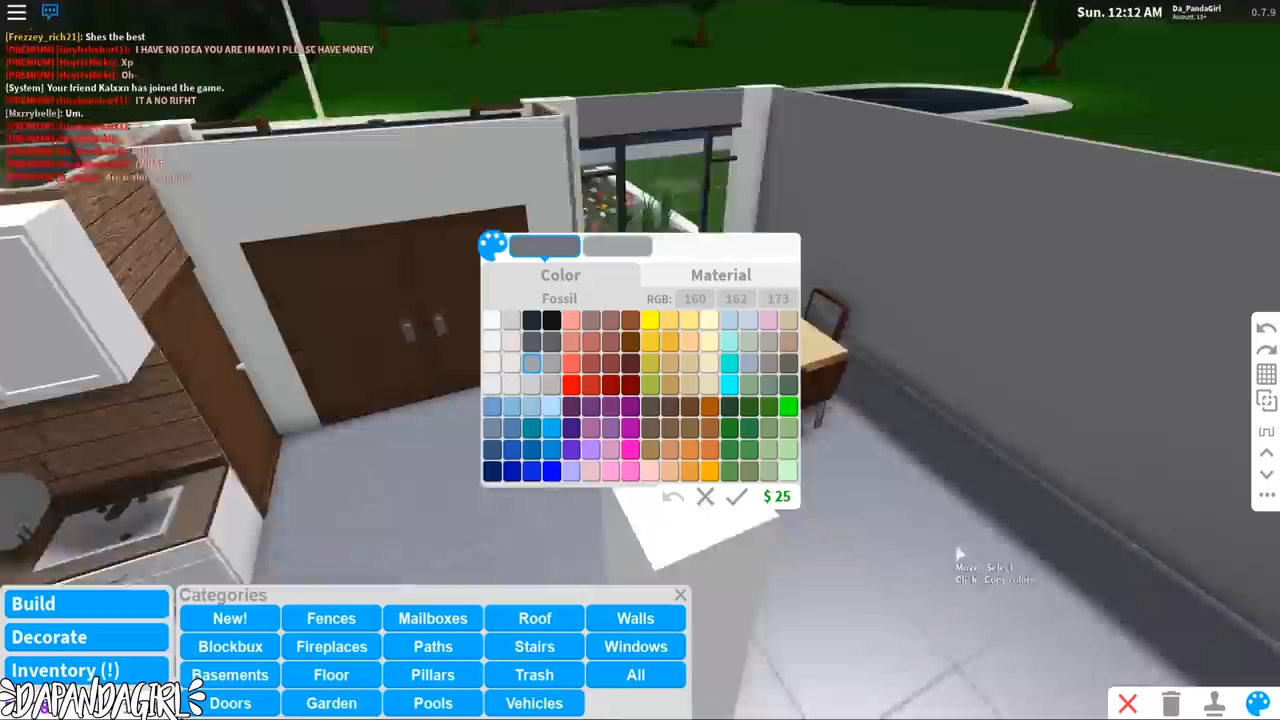 Sun. 12:12 AM
Da_PandaGirl
Account: 13+
0.7.9
[Frezzey_rich21]: Shes the best
I HAVE NO IDEA YOU ARE IM MAY I PLEASE HAVE MONEY
Xp
Oh-
[System] Your friend Kalxxn has joined the game.
IT A NO RIFHT
[Mxrrybelle]: Um.
Color
Material
Fossil
RGB: 160 162 173
$ 25
Move Select
Click Copy colors
Build
Decorate
Inventory (!)
Categories
New! Fences Mailboxes Roof Walls
Blockbux Fireplaces Paths Stairs Windows
Basements Floor Pillars Trash All
Doors Garden Pools Vehicles
DAPANDAGIRL